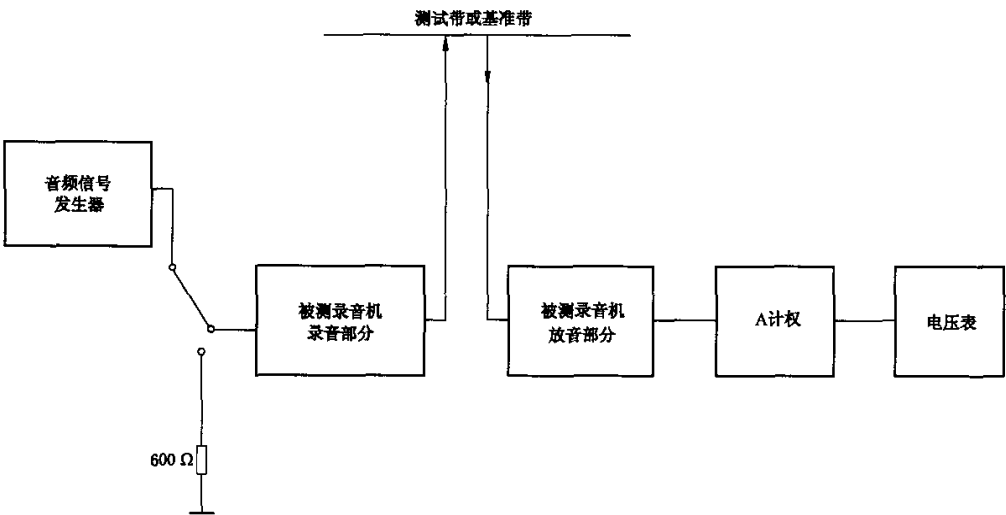 测试带或基准带
音频信号
发生器
被测录音机
录音部分
被测录音机
放音部分
A计权
电压表
600 Ω